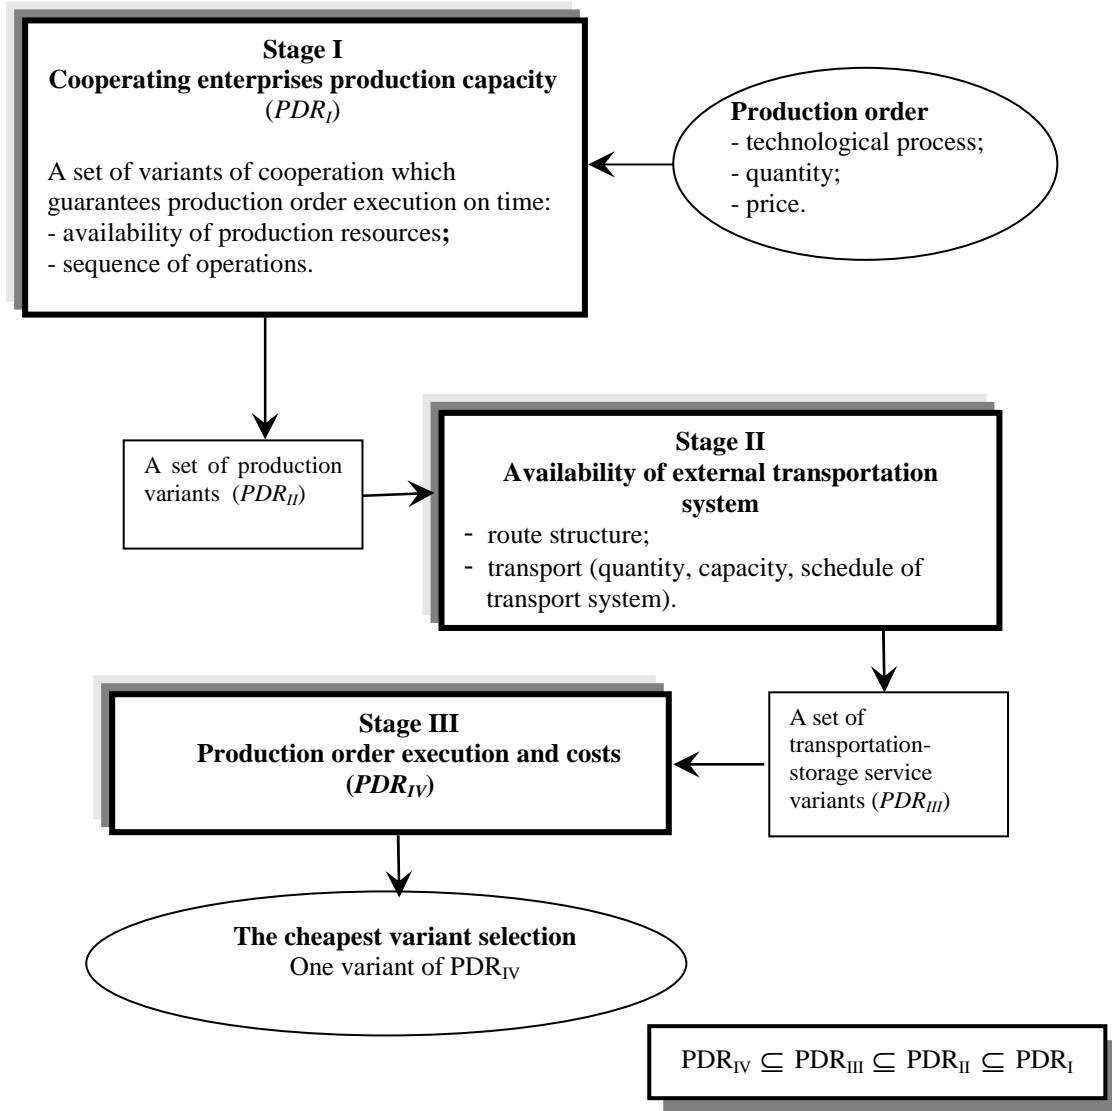 Stage I
Cooperating enterprises production capacity
(PDR_I)
A set of variants of cooperation which
guarantees production order execution on time:
- availability of production resources;
- sequence of operations.
Production order
- technological process;
- quantity;
- price.
A set of production
variants (PDR_II)
Stage II
Availability of external transportation
system
- route structure;
- transport (quantity, capacity, schedule of
transport system).
A set of
transportation-
storage service
variants (PDR_III)
Stage III
Production order execution and costs
(PDR_IV)
The cheapest variant selection
One variant of PDR_IV
PDR_IV ⊆ PDR_III ⊆ PDR_II ⊆ PDR_I